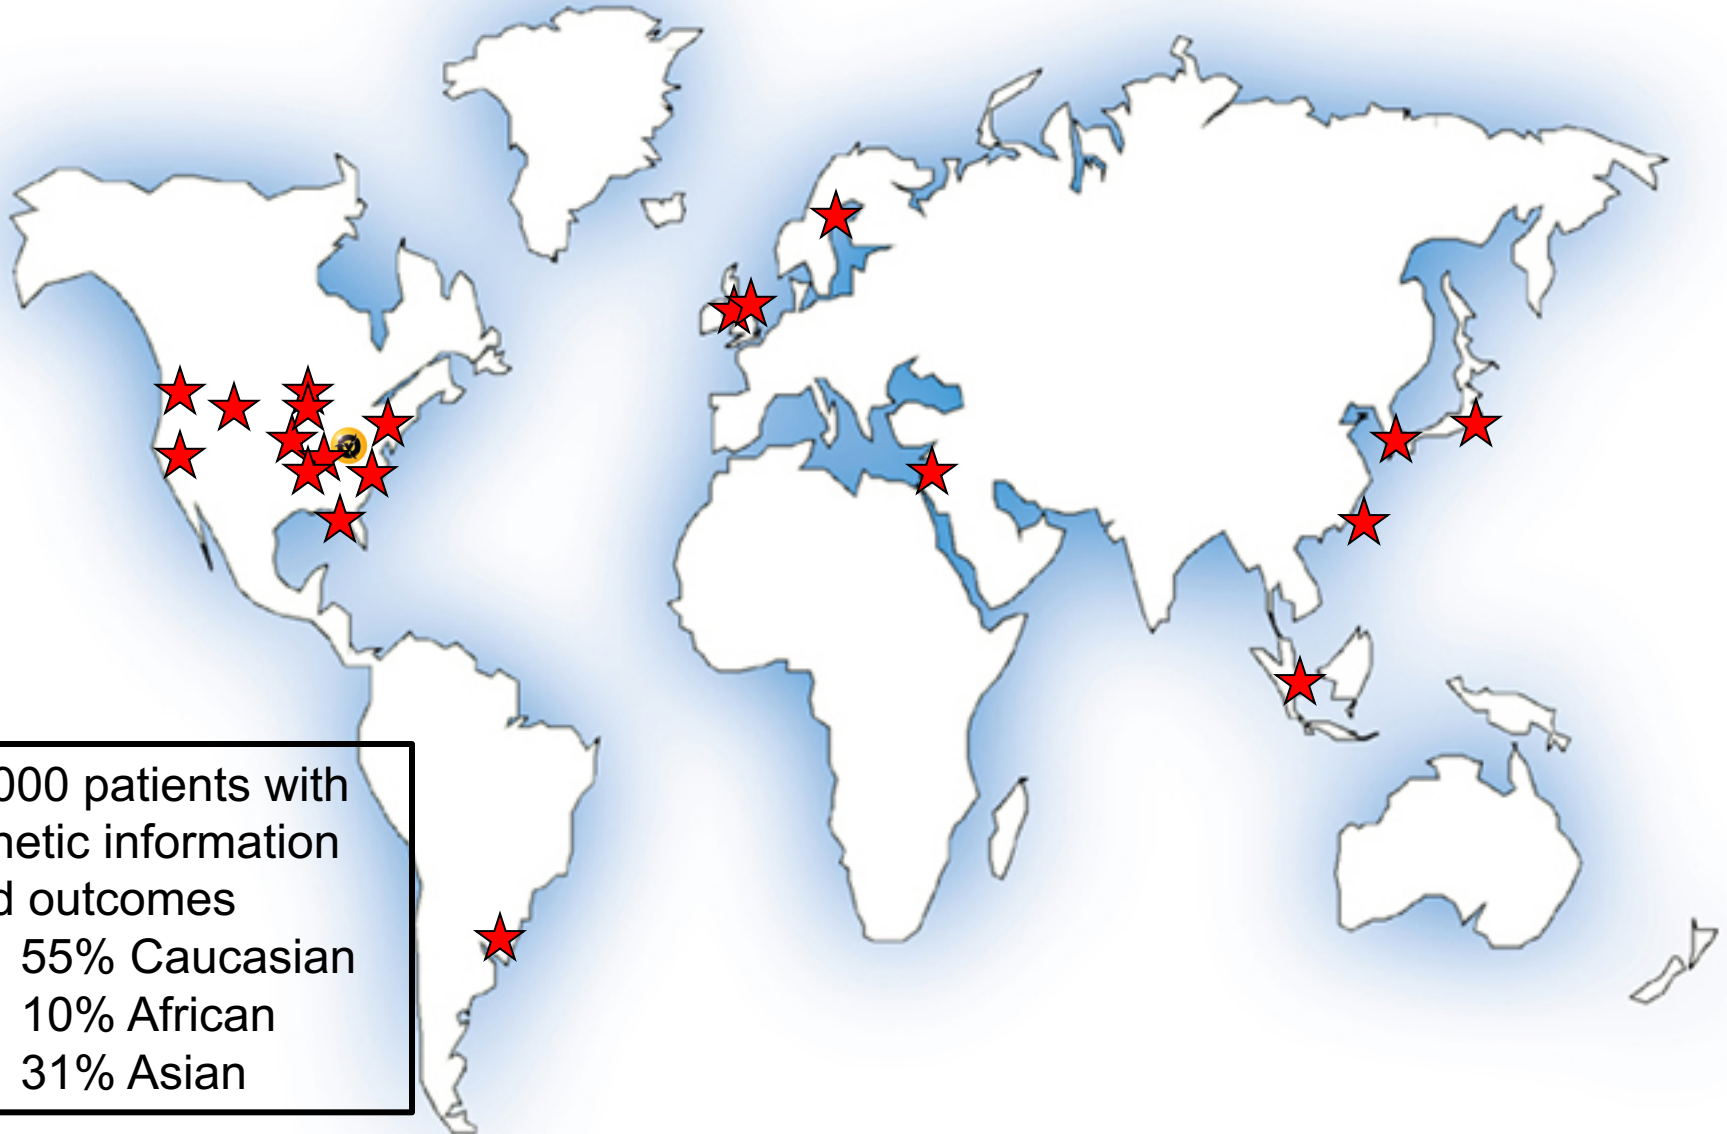 000 patients with
netic information
d outcomes
55% Caucasian
10% African
31% Asian